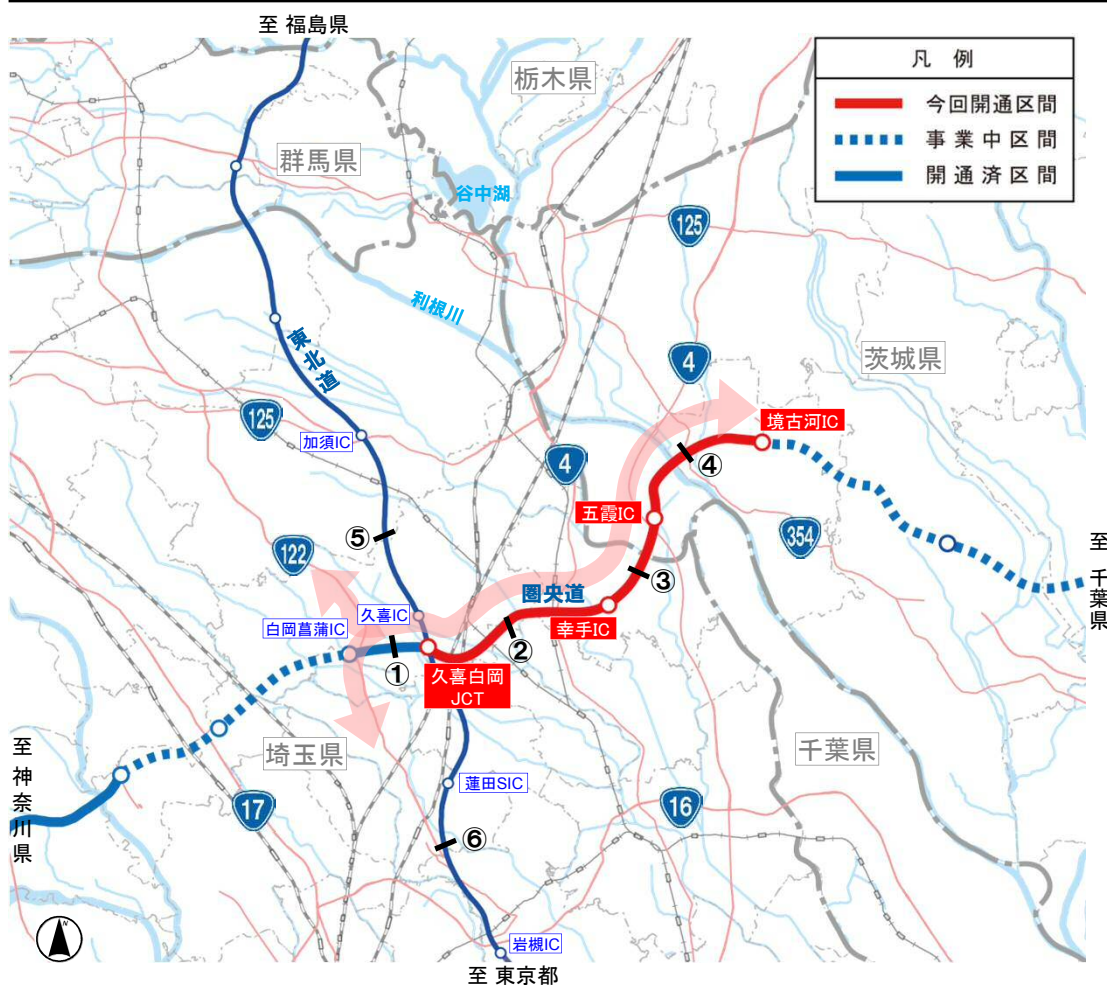 至 福島県
凡 例
今回開通区間
事業中区間
開通済区間
栃木県
群馬県
谷中湖
125
利根川
東北道
4
茨城県
125
加須IC
境古河IC
4
④
五霞IC
354
至 千葉県
⑤
122
久喜IC
圏央道
③
白岡菖蒲IC
幸手IC
①
②
久喜白岡
JCT
至 神奈川県
埼玉県
千葉県
蓮田SIC
17
16
⑥
N
岩槻IC
至 東京都